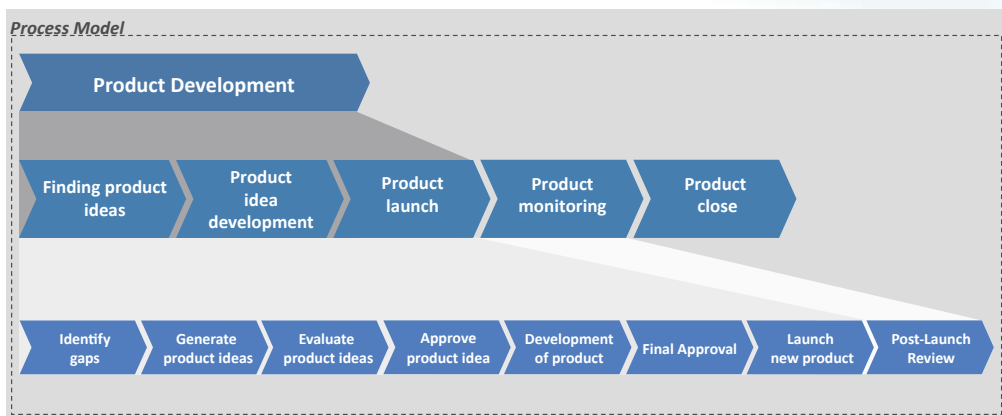 Process Model
Product Development
Finding product
ideas
Product
idea
development
Product
launch
Product
monitoring
Product
close
Identify
gaps
Generate
product ideas
Evaluate
product ideas
Approve
product idea
Development
of product
Final Approval
Launch
new product
Post-Launch
Review